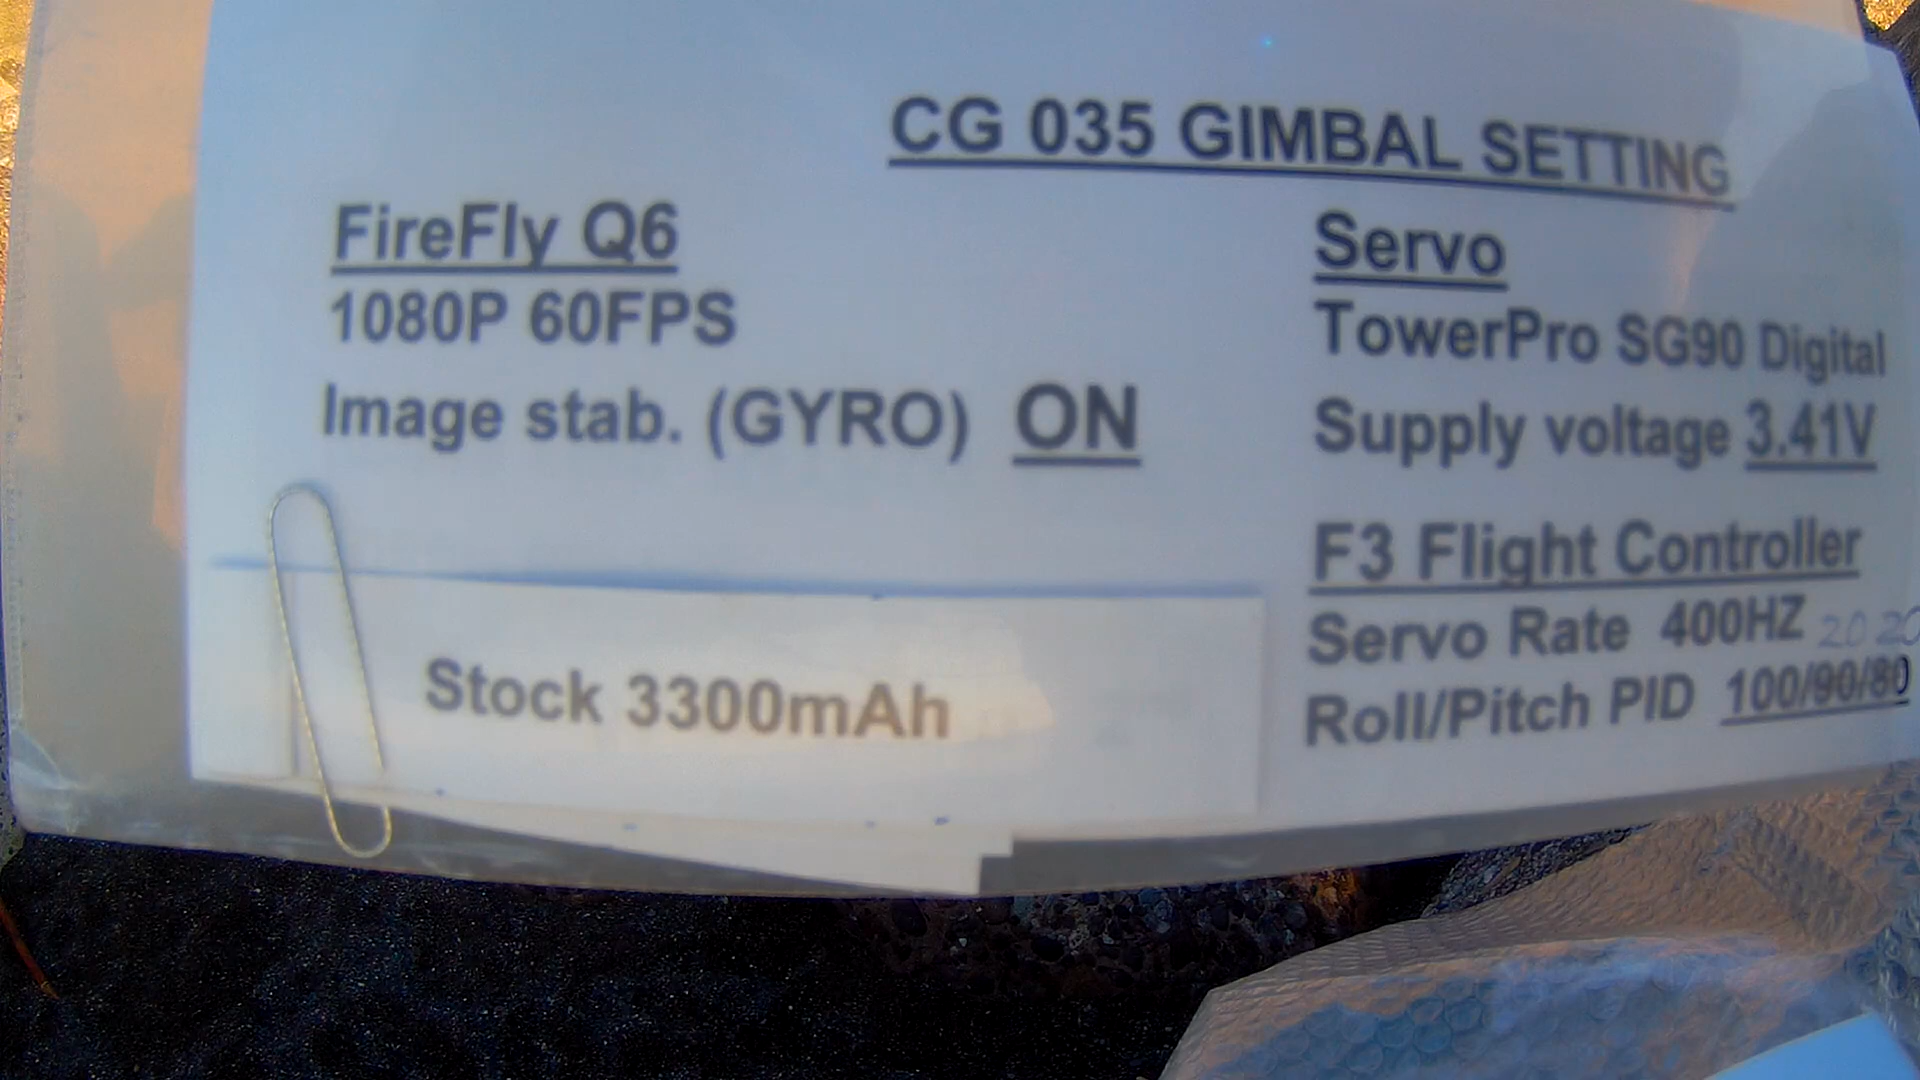 CG 035 GIMBAL SETTING
FireFly Q6
1080P 60FPS
Image stab. (GYRO) ON
Stock 3300mAh
Servo
TowerPro SG90 Digital
Supply voltage 3.41V
F3 Flight Controller
Servo Rate 400HZ
Roll/Pitch PID 100/90/80